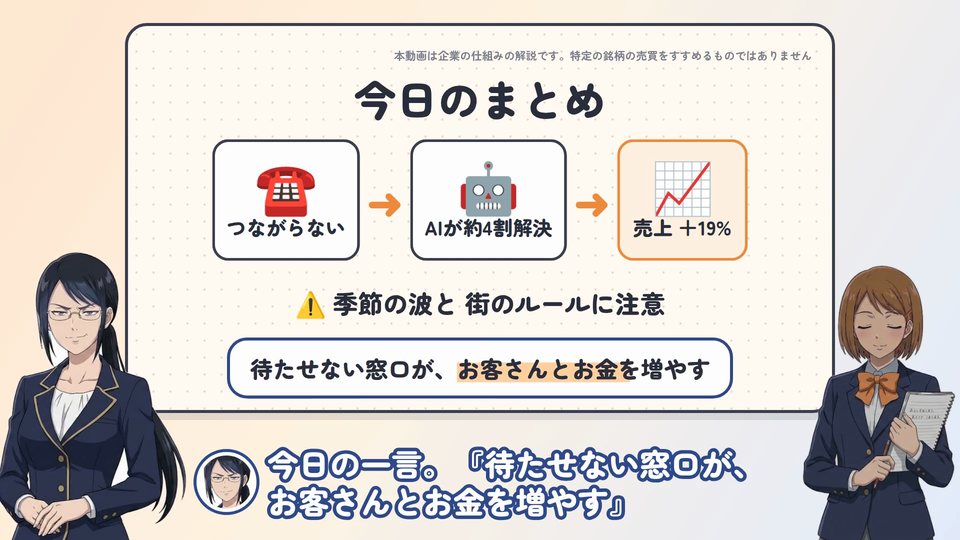 本動画は企業の仕組みの解説です。特定の銘柄の売買をすすめるものではありません
今日のまとめ
つながらない
AIが約4割解決
売上 +19%
季節の波と 街のルールに注意
待たせない窓口が、お客さんとお金を増やす
今日の一言。『待たせない窓口が、
お客さんとお金を増やす』